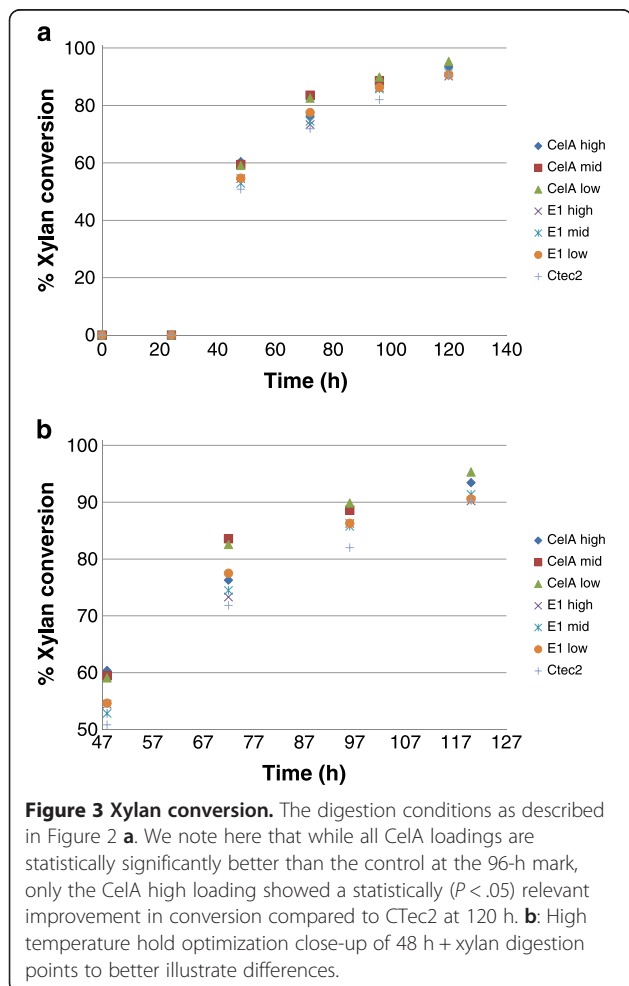 a
100
80
60
40
20
0
% Xylan conversion
0 20 40 60 80 100 120 140
Time (h)
CelA high
CelA mid
CelA low
E1 high
E1 mid
E1 low
Ctec2
b
100
90
80
70
60
50
% Xylan conversion
47 57 67 77 87 97 107 117 127
Time (h)
CelA high
CelA mid
CelA low
E1 high
E1 mid
E1 low
Ctec2
Figure 3 Xylan conversion. The digestion conditions as described
in Figure 2 a. We note here that while all CelA loadings are
statistically significantly better than the control at the 96-h mark,
only the CelA high loading showed a statistically (P < .05) relevant
improvement in conversion compared to CTec2 at 120 h. b: High
temperature hold optimization close-up of 48 h + xylan digestion
points to better illustrate differences.